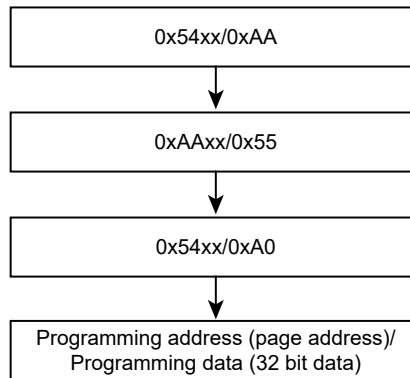 0x54xx/0xAA
0xAAxx/0x55
0x54xx/0xA0
Programming address (page address)/
Programming data (32 bit data)